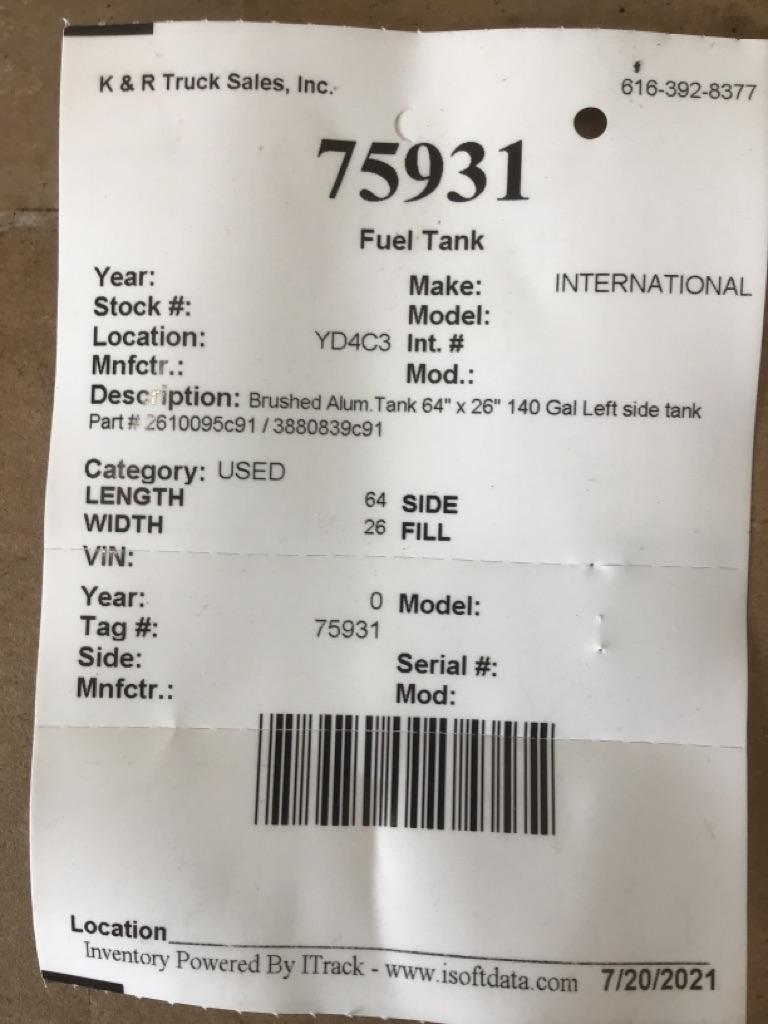 K & R Truck Sales, Inc. 616-392-8377
75931
Fuel Tank
Year: Make: INTERNATIONAL
Stock #: Model:
Location: YD4C3 Int. #
Mnfctr.: Mod.:
Description: Brushed Alum.Tank 64" x 26" 140 Gal Left side tank
Part # 2610095c91 / 3880839c91
Category: USED
LENGTH 64 SIDE
WIDTH 26 FILL
VIN:
Year: 0 Model:
Tag #: 75931
Side: Serial #:
Mnfctr.: Mod:
Location
Inventory Powered By ITrack - www.isoftdata.com 7/20/2021